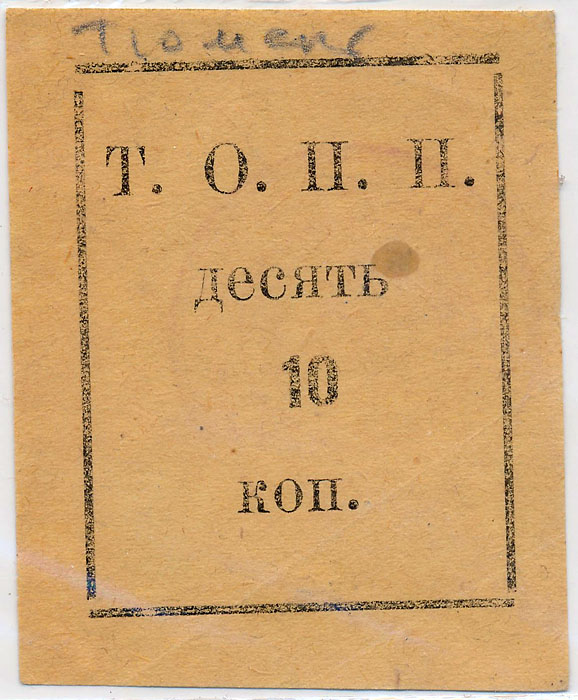 Тюмень
Т. О. П. П.
десять
10
коп.